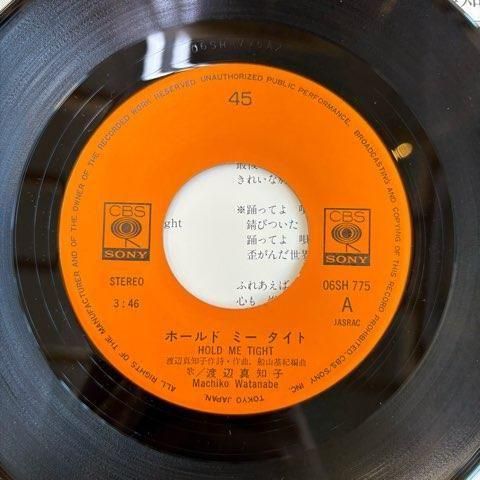 06SH 775A2
ALL RIGHTS OF THE MANUFACTURER AND OF THE OWNER OF THE RECORDED WORK RESERVED. UNAUTHORIZED PUBLIC PERFORMANCE, BROADCASTING AND COPYING OF THIS RECORD PROHIBITED. CBS/SONY INC. TOKYO JAPAN.
45
CBS
SONY
STEREO
3:46
CBS
SONY
06SH 775
A
JASRAC
きれいな
※踊ってよ
錆びついた
踊ってよ
歪がんだ世界
ふれあえば
心も
ight
ホールド ミー タイト
HOLD ME TIGHT
渡辺真知子作詩・作曲、船山基紀編曲
歌/渡辺真知子
Machiko Watanabe